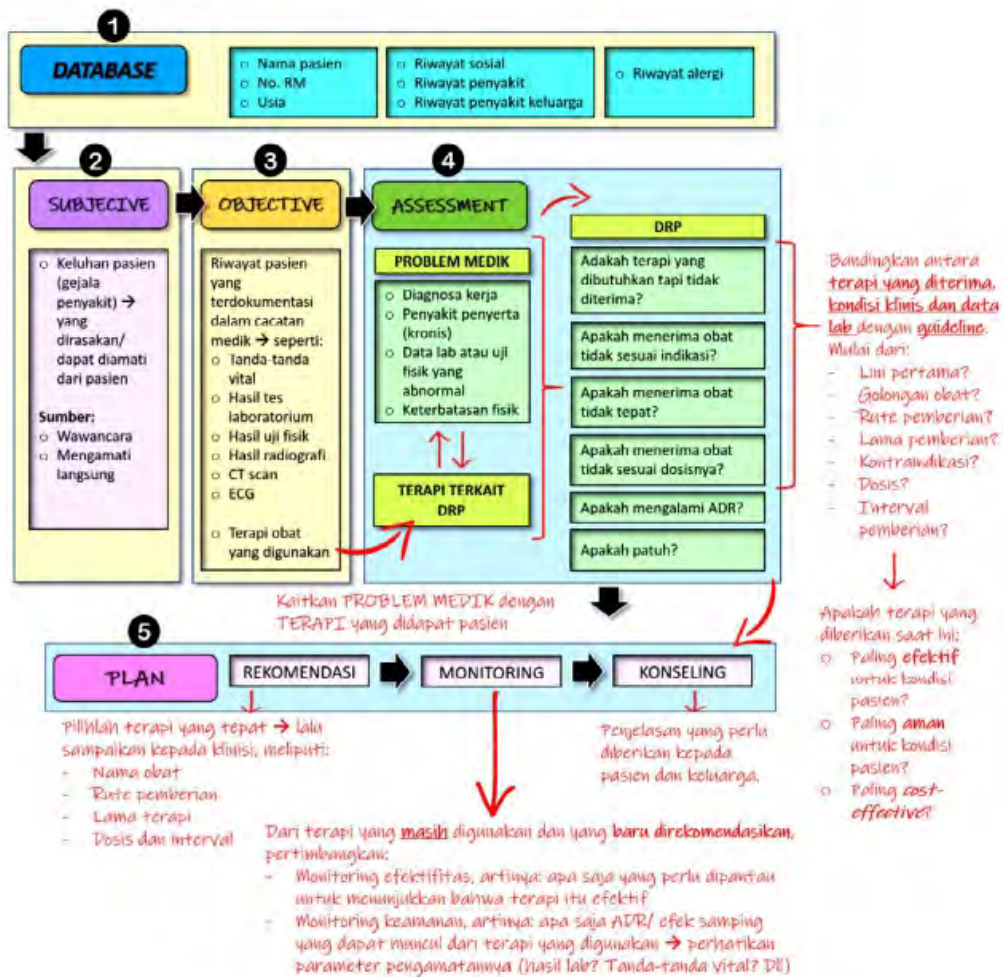 1
DATABASE
o Nama pasien
o No. RM
o Usia
o Riwayat sosial
o Riwayat penyakit
o Riwayat penyakit keluarga
o Riwayat alergi
2
SUBJECIVE
o Keluhan pasien
(gejala
penyakit) →
yang
dirasakan/
dapat diamati
dari pasien
Sumber:
o Wawancara
o Mengamati
langsung
3
OBJECTIVE
Riwayat pasien
yang
terdokumentasi
dalam cacatan
medik → seperti:
o Tanda-tanda
vital
o Hasil tes
laboratorium
o Hasil uji fisik
o Hasil radiografi
o CT scan
o ECG
o Terapi obat
yang digunakan
4
ASSESSMENT
PROBLEM MEDIK
o Diagnosa kerja
o Penyakit penyerta
(kronis)
o Data lab atau uji
fisik yang
abnormal
o Keterbatasan fisik
TERAPI TERKAIT
DRP
DRP
Adakah terapi yang
dibutuhkan tapi tidak
diterima?
Apakah menerima obat
tidak sesuai indikasi?
Apakah menerima obat
tidak tepat?
Apakah menerima obat
tidak sesuai dosisnya?
Apakah mengalami ADR?
Apakah patuh?
Bandingkan antara
terapi yang diterima,
kondisi klinis dan data
lab dengan guideline.
Mulai dari:
- Lini pertama?
- Golongan obat?
- Rute pemberian?
- Lama pemberian?
- Kontraindikasi?
- Dosis?
- Interval
pemberian?
Apakah terapi yang
diberikan saat ini:
o Paling efektif
untuk kondisi
pasien?
o Paling aman
untuk kondisi
pasien?
o Paling cost-
effective?
Kaitkan PROBLEM MEDIK dengan
TERAPI yang didapat pasien
5
PLAN
REKOMENDASI
MONITORING
KONSELING
Pilihlah terapi yang tepat → lalu
sampaikan kepada klinisi, meliputi:
- Nama obat
- Rute pemberian
- Lama terapi
- Dosis dan interval
Penjelasan yang perlu
diberikan kepada
pasien dan keluarga.
Dari terapi yang masih digunakan dan yang baru direkomendasikan,
pertimbangkan:
- Monitoring efektifitas, artinya: apa saja yang perlu dipantau
untuk menunjukkan bahwa terapi itu efektif
- Monitoring keamanan, artinya: apa saja ADR/ efek samping
yang dapat muncul dari terapi yang digunakan → perhatikan
parameter pengamatannya (hasil lab? Tanda-tanda Vital? Dll)